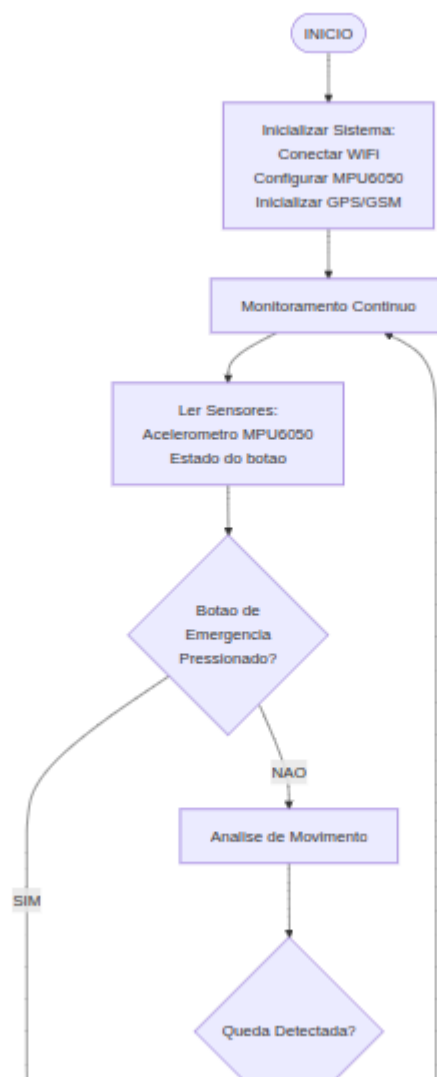 INICIO
Inicializar Sistema:
Conectar WiFi
Configurar MPU6050
Inicializar GPS/GSM
Monitoramento Continuo
Ler Sensores:
Acelerometro MPU6050
Estado do botao
Botao de
Emergencia
Pressionado?
NAO
Analise de Movimento
SIM
Queda Detectada?